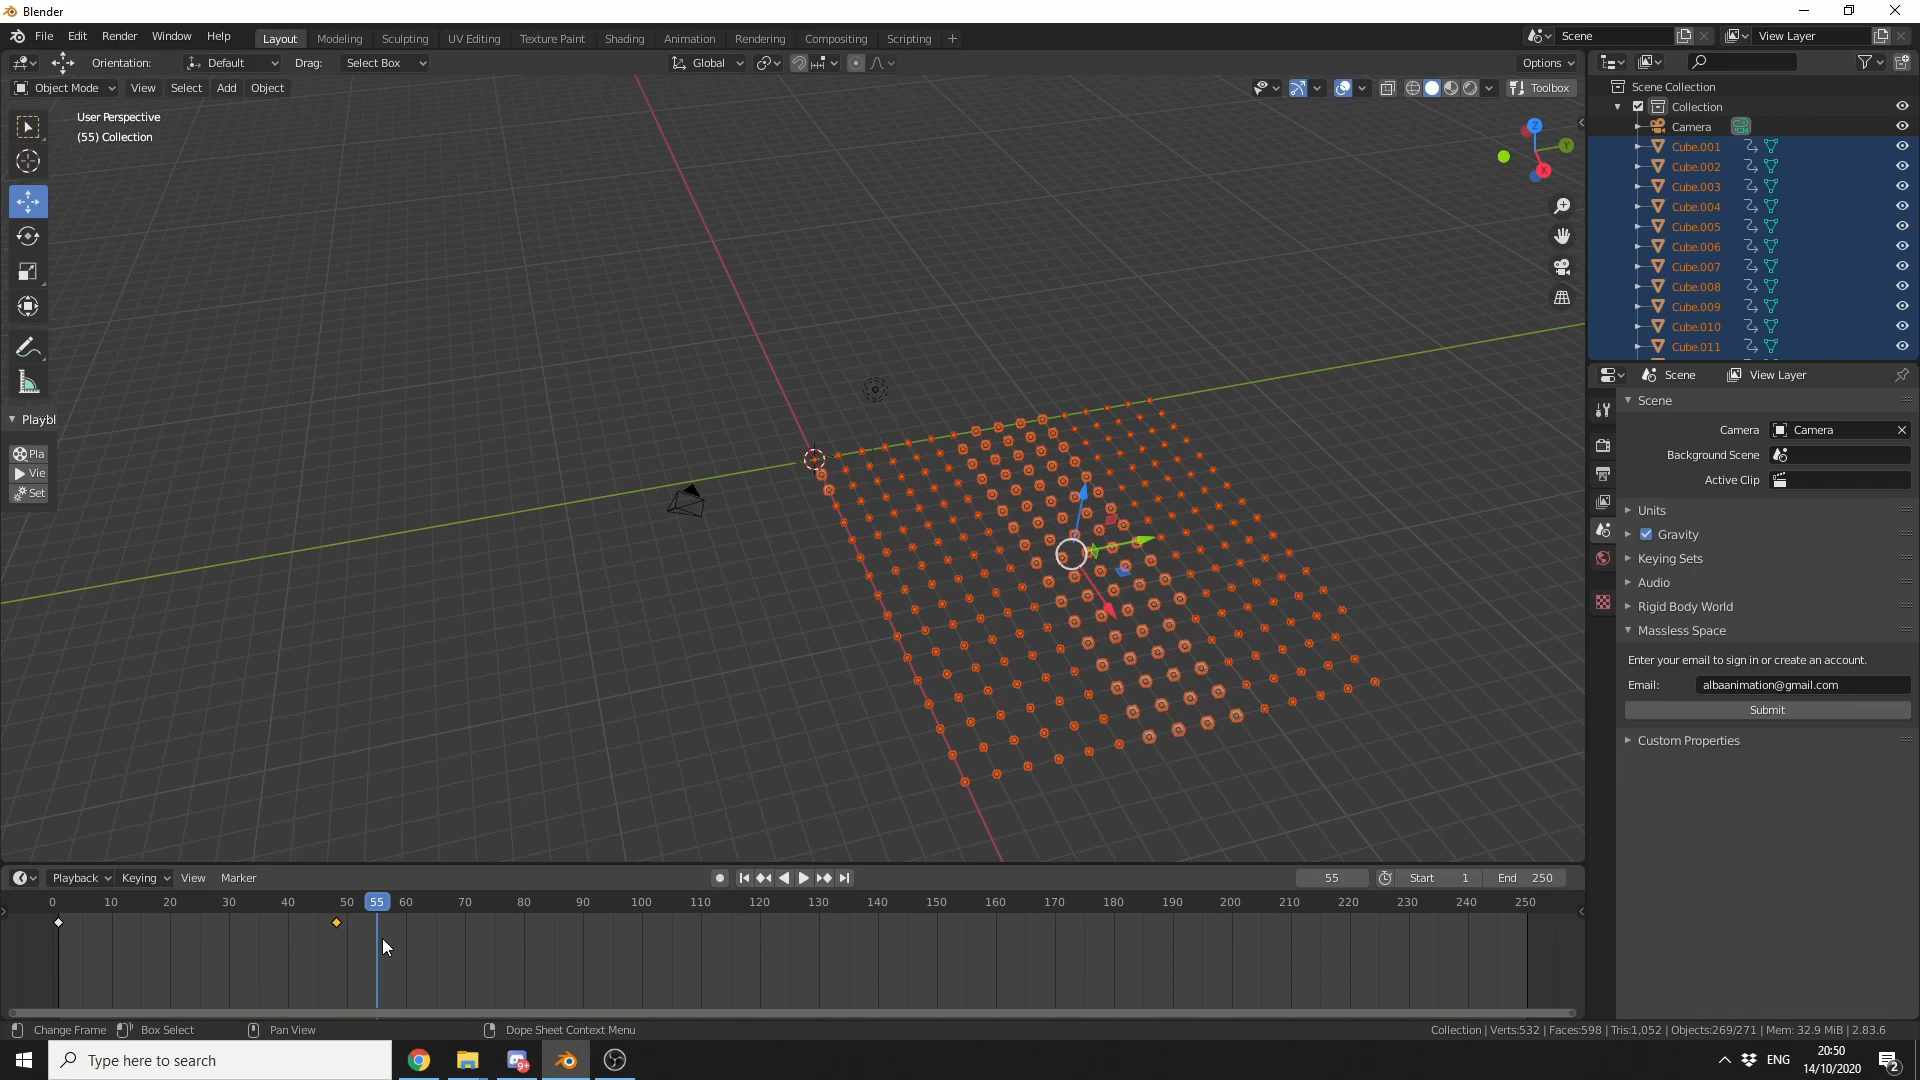 Blender
File Edit Render Window Help
Layout Modeling Sculpting UV Editing Texture Paint Shading Animation Rendering Compositing Scripting +
Scene
View Layer
Orientation: Default Drag: Select Box
Global
Options
Object Mode View Select Add Object
Toolbox
User Perspective
(55) Collection
Z
Y
X
Scene Collection
Collection
Camera
Cube.001
Cube.002
Cube.003
Cube.004
Cube.005
Cube.006
Cube.007
Cube.008
Cube.009
Cube.010
Cube.011
Playbl
Pla
Vie
Set
Scene View Layer
Scene
Camera Camera
Background Scene
Active Clip
Units
Gravity
Keying Sets
Audio
Rigid Body World
Massless Space
Enter your email to sign in or create an account.
Email: albaanimation@gmail.com
Submit
Custom Properties
Playback Keying View Marker
55 Start 1 End 250
0 10 20 30 40 50 55 60 70 80 90 100 110 120 130 140 150 160 170 180 190 200 210 220 230 240 250
Change Frame Box Select Pan View Dope Sheet Context Menu
Collection | Verts:532 | Faces:598 | Tris:1,052 | Objects:269/271 | Mem: 32.9 MiB | 2.83.6
Type here to search
9+
ENG
20:50
14/10/2020
2